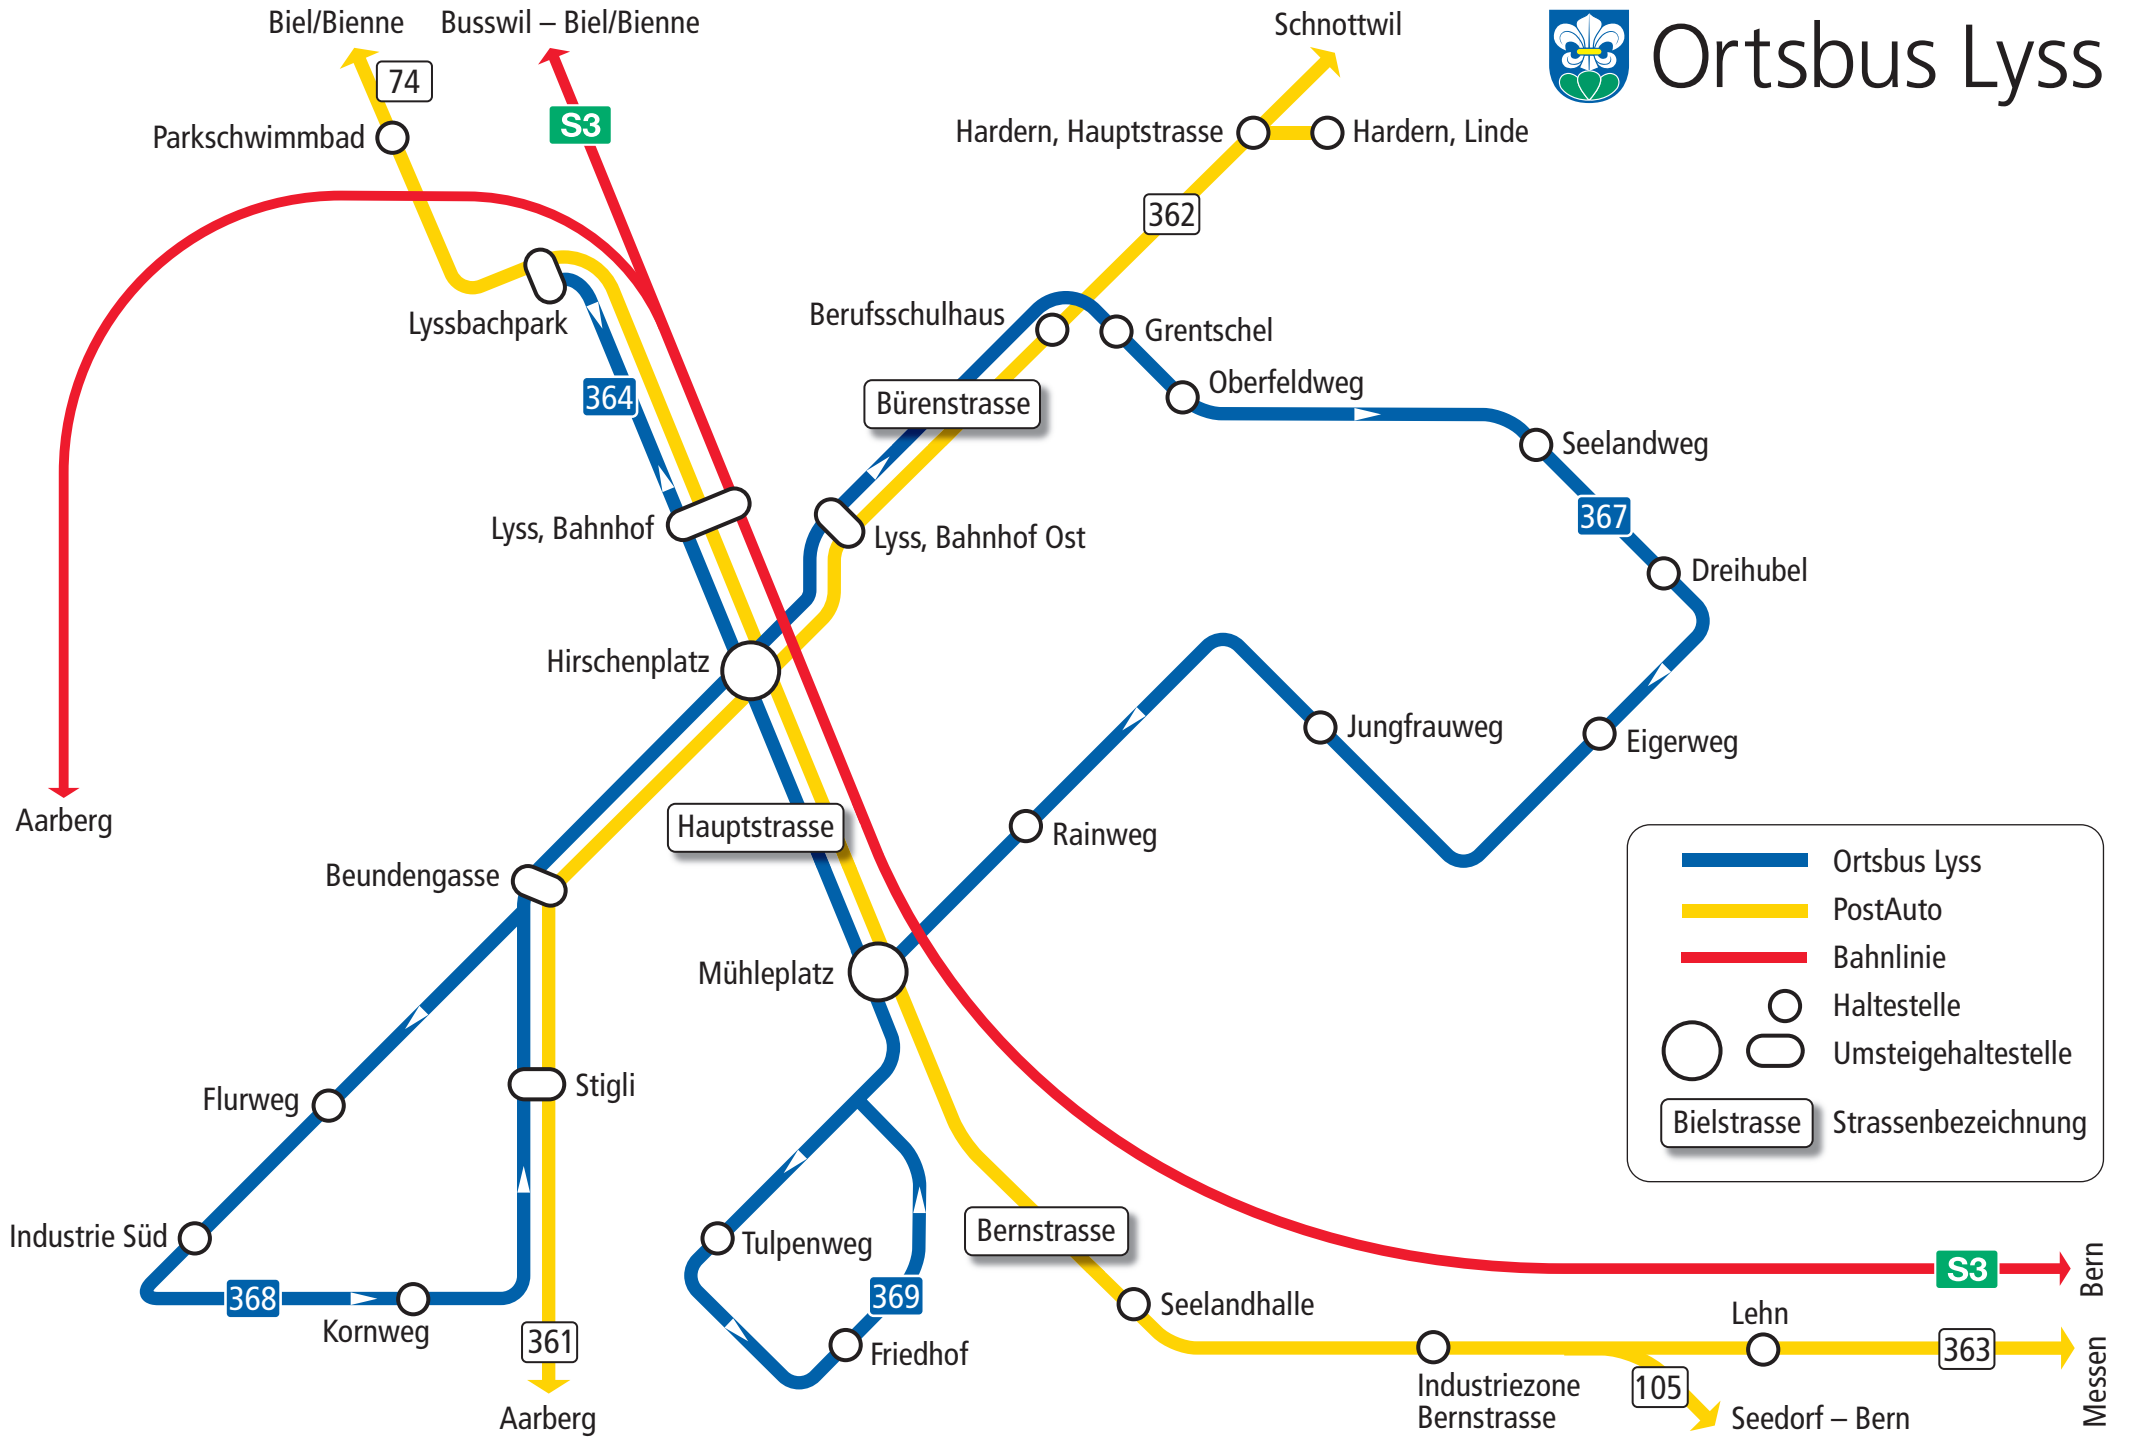 Biel/Bienne
Busswil – Biel/Bienne
Schnottwil
Ortsbus Lyss
74
S3
Parkschwimmbad
Hardern, Hauptstrasse
Hardern, Linde
362
Lyssbachpark
Berufsschulhaus
Grentschel
364
Bürenstrasse
Oberfeldweg
Seelandweg
Lyss, Bahnhof
Lyss, Bahnhof Ost
367
Dreihubel
Hirschenplatz
Jungfrauweg
Eigerweg
Aarberg
Hauptstrasse
Rainweg
Beundengasse
Ortsbus Lyss
PostAuto
Bahnlinie
Haltestelle
Umsteigehaltestelle
Bielstrasse
Strassenbezeichnung
Mühleplatz
Flurweg
Stigli
Industrie Süd
Tulpenweg
Bernstrasse
368
Kornweg
369
Friedhof
361
Aarberg
Seelandhalle
S3
Bern
Lehn
363
Messen
Industriezone
Bernstrasse
105
Seedorf – Bern